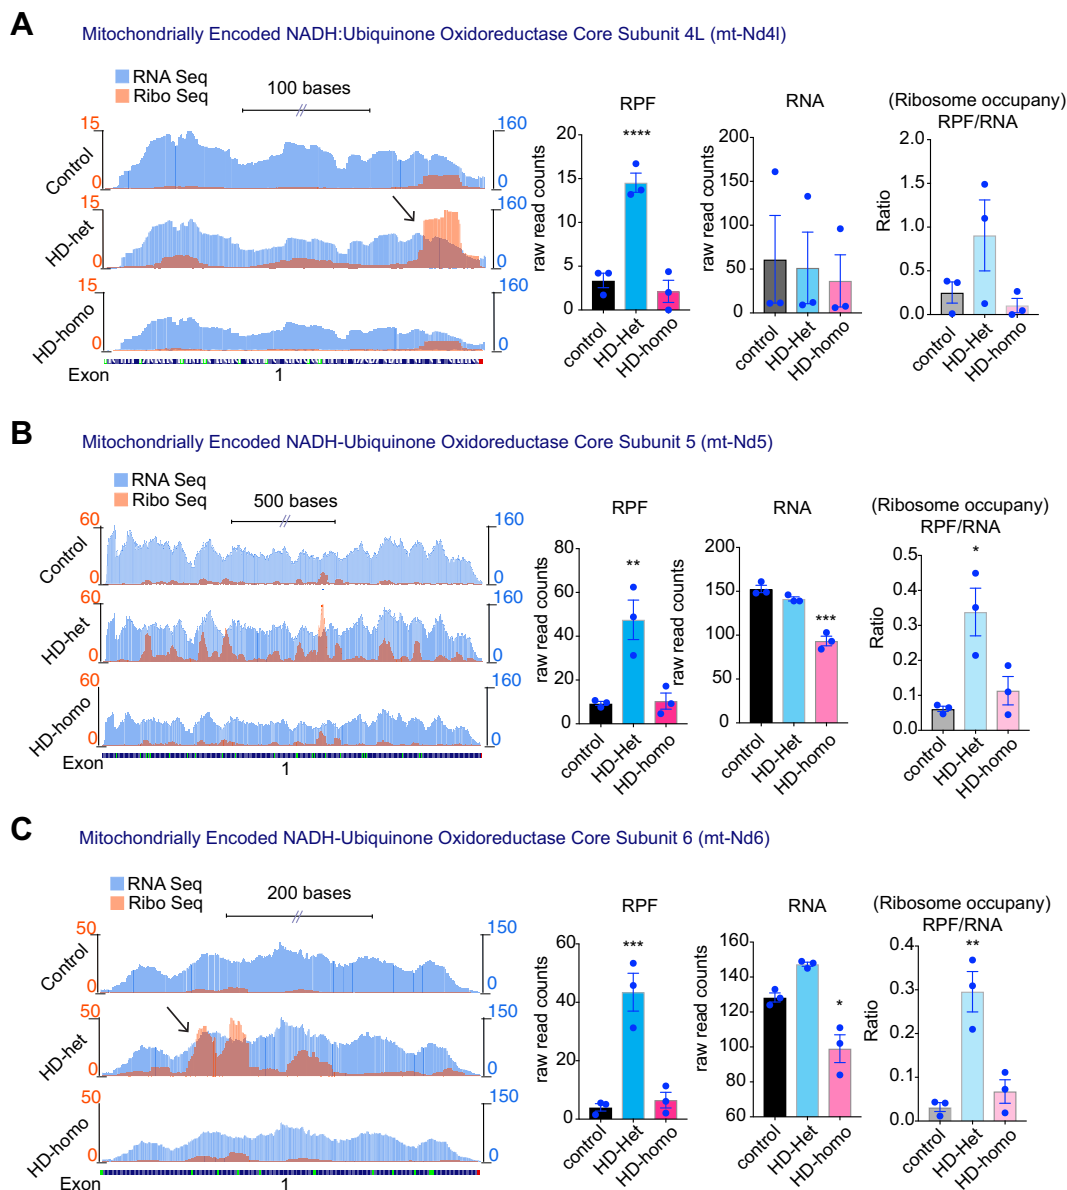 A
Mitochondrially Encoded NADH:Ubiquinone Oxidoreductase Core Subunit 4L (mt-Nd4l)
RNA Seq
Ribo Seq
100 bases
15
160
Control
0
0
15
150
HD-het
0
0
15
160
HD-homo
0
0
Exon
1
RPF
raw read counts
20
15
10
5
0
****
control
HD-Het
HD-homo
RNA
raw read counts
200
150
100
50
0
control
HD-Het
HD-homo
(Ribosome occupany)
RPF/RNA
Ratio
2.0
1.5
1.0
0.5
0.0
control
HD-Het
HD-homo
B
Mitochondrially Encoded NADH-Ubiquinone Oxidoreductase Core Subunit 5 (mt-Nd5)
RNA Seq
Ribo Seq
500 bases
60
160
Control
0
0
60
160
HD-het
0
0
60
160
HD-homo
0
0
Exon
1
RPF
raw read counts
80
60
40
20
0
**
control
HD-Het
HD-homo
RNA
raw read counts
200
150
100
50
0
***
control
HD-Het
HD-homo
(Ribosome occupany)
RPF/RNA
Ratio
0.5
0.4
0.3
0.2
0.1
0.0
*
control
HD-Het
HD-homo
C
Mitochondrially Encoded NADH-Ubiquinone Oxidoreductase Core Subunit 6 (mt-Nd6)
RNA Seq
Ribo Seq
200 bases
50
150
Control
0
0
50
150
HD-het
0
0
50
150
HD-homo
0
0
Exon
1
RPF
raw read counts
60
40
20
0
***
control
HD-Het
HD-homo
RNA
raw read counts
160
140
120
100
80
60
*
control
HD-Het
HD-homo
(Ribosome occupany)
RPF/RNA
Ratio
0.4
0.3
0.2
0.1
0.0
**
control
HD-Het
HD-homo